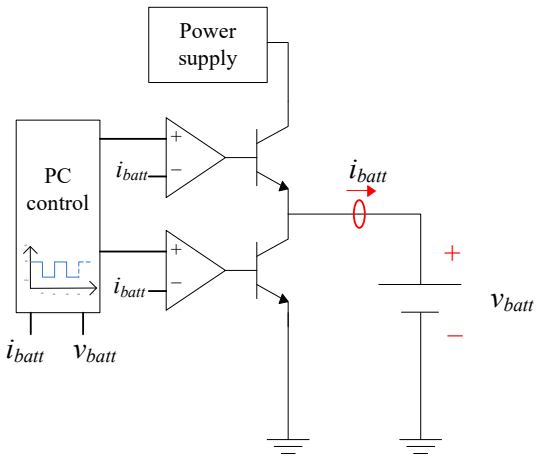 Power
supply
+
i_batt
−
PC
control
i_batt
+
+
i_batt
−
v_batt
−
i_batt v_batt